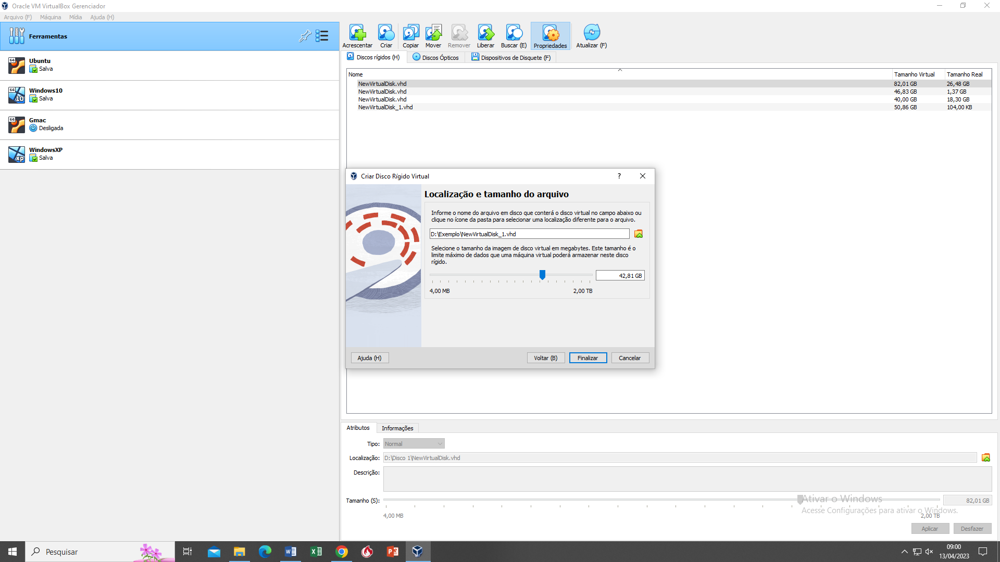 Oracle VM VirtualBox Gerenciador
Arquivo (F) Máquina Mídia Ajuda (H)
Ferramentas
Acrescentar Criar Copiar Mover Remover Liberar Buscar (E) Propriedades Atualizar (F)
64
Ubuntu
Salva
64
10
Windows10
Salva
64
Gmac
Desligada
xp
WindowsXP
Salva
Discos rígidos (H) Discos Ópticos Dispositivos de Disquete (F)
Nome Tamanho Virtual Tamanho Real
NewVirtualDisk.vhd 82,01 GB 26,48 GB
NewVirtualDisk.vhd 46,83 GB 1,37 GB
NewVirtualDisk.vhd 40,00 GB 18,30 GB
NewVirtualDisk_1.vhd 50,86 GB 104,00 KB
Criar Disco Rígido Virtual ?
Localização e tamanho do arquivo
Informe o nome do arquivo em disco que conterá o disco virtual no campo abaixo ou
clique no ícone da pasta para selecionar uma localização diferente para o arquivo.
D:\Exemplo\NewVirtualDisk_1.vhd
Selecione o tamanho da imagem de disco virtual em megabytes. Este tamanho é o
limite máximo de dados que uma máquina virtual poderá armazenar neste disco
rígido.
42,81 GB
4,00 MB 2,00 TB
Ajuda (H) Voltar (B) Finalizar Cancelar
Atributos Informações
Tipo: Normal
Localização: D:\Disco 1\NewVirtualDisk.vhd
Descrição:
Tamanho (S): 82,01 GB
4,00 MB 2,00 TB
Ativar o Windows
Acesse Configurações para ativar o Windows.
Aplicar Desfazer
Pesquisar
09:00
13/04/2023